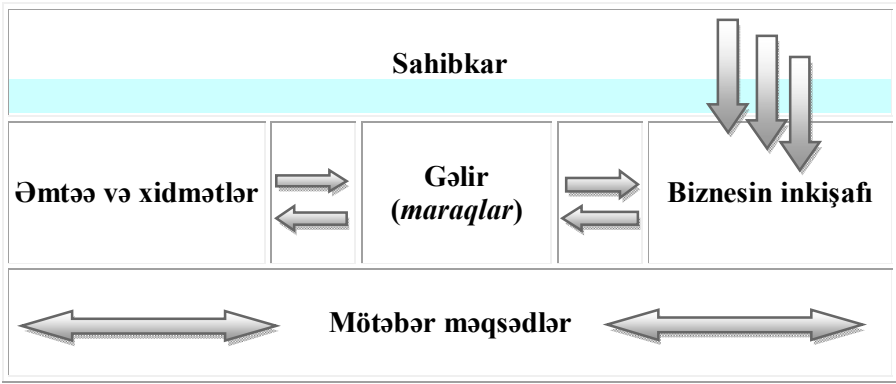 Sahibkar
Əmtəə və xidmətlər
Gəlir
(maraqlar)
Biznesin inkişafı
Mötəbər məqsədlər